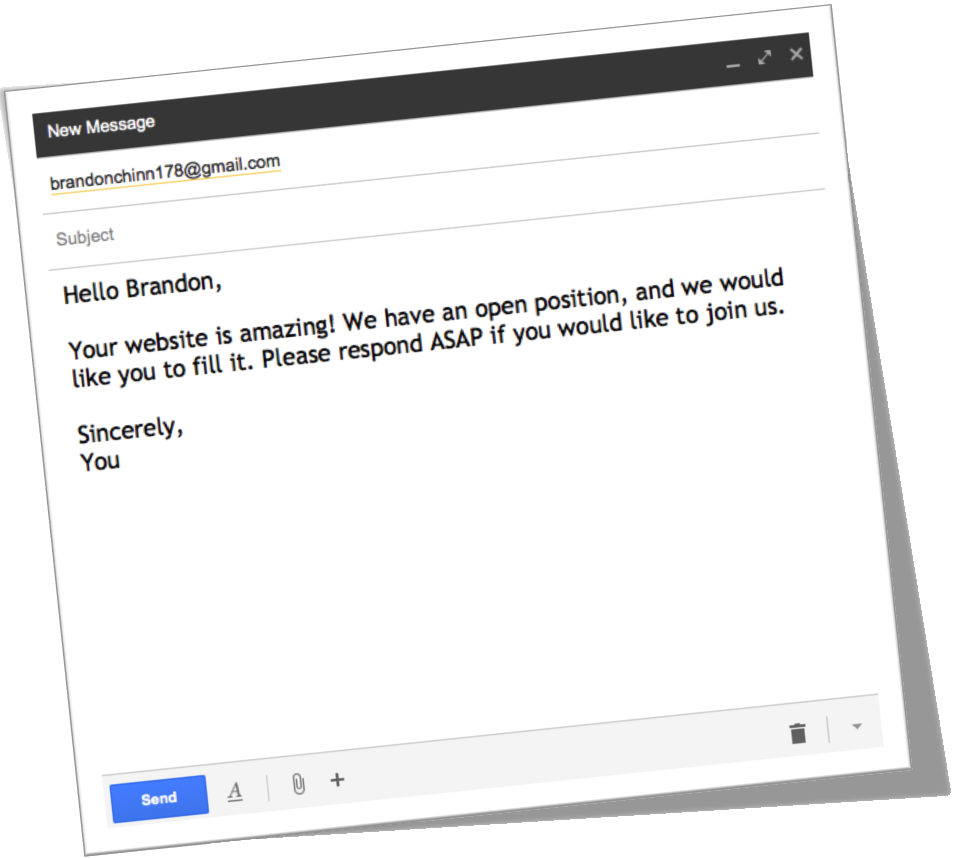 New Message
brandonchinn178@gmail.com
Subject
Hello Brandon,
Your website is amazing! We have an open position, and we would
like you to fill it. Please respond ASAP if you would like to join us.
Sincerely,
You
Send
A